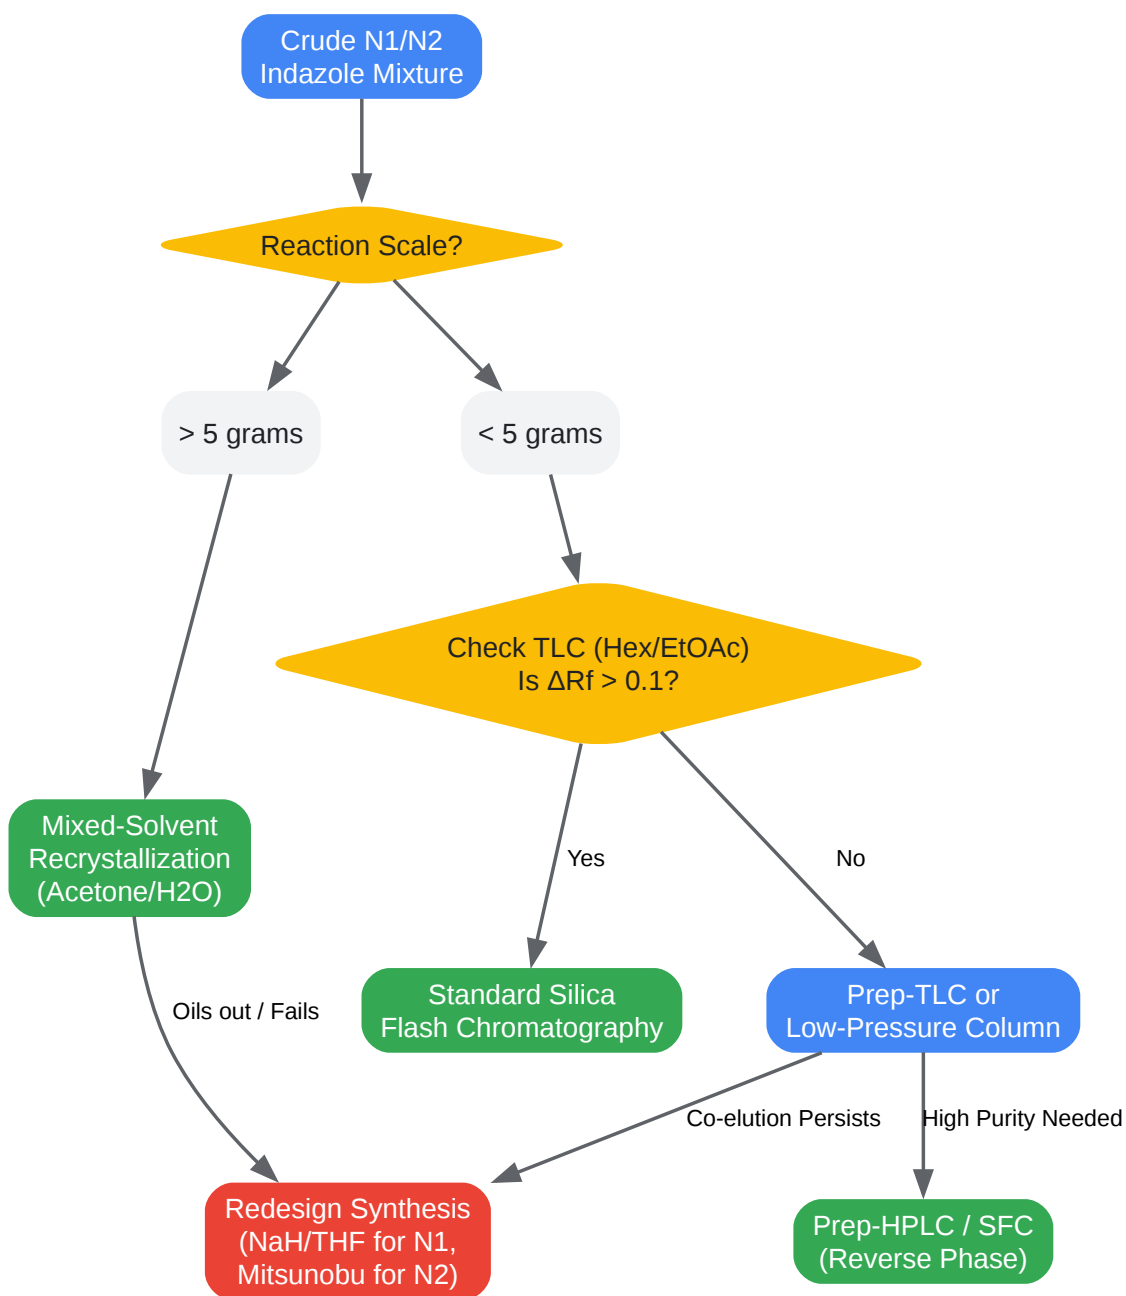 Crude N1/N2
Indazole Mixture
Reaction Scale?
> 5 grams
< 5 grams
Check TLC (Hex/EtOAc)
Is ΔRf > 0.1?
Mixed-Solvent
Recrystallization
(Acetone/H2O)
Yes
No
Standard Silica
Flash Chromatography
Prep-TLC or
Low-Pressure Column
Oils out / Fails
Co-elution Persists
High Purity Needed
Redesign Synthesis
(NaH/THF for N1,
Mitsunobu for N2)
Prep-HPLC / SFC
(Reverse Phase)